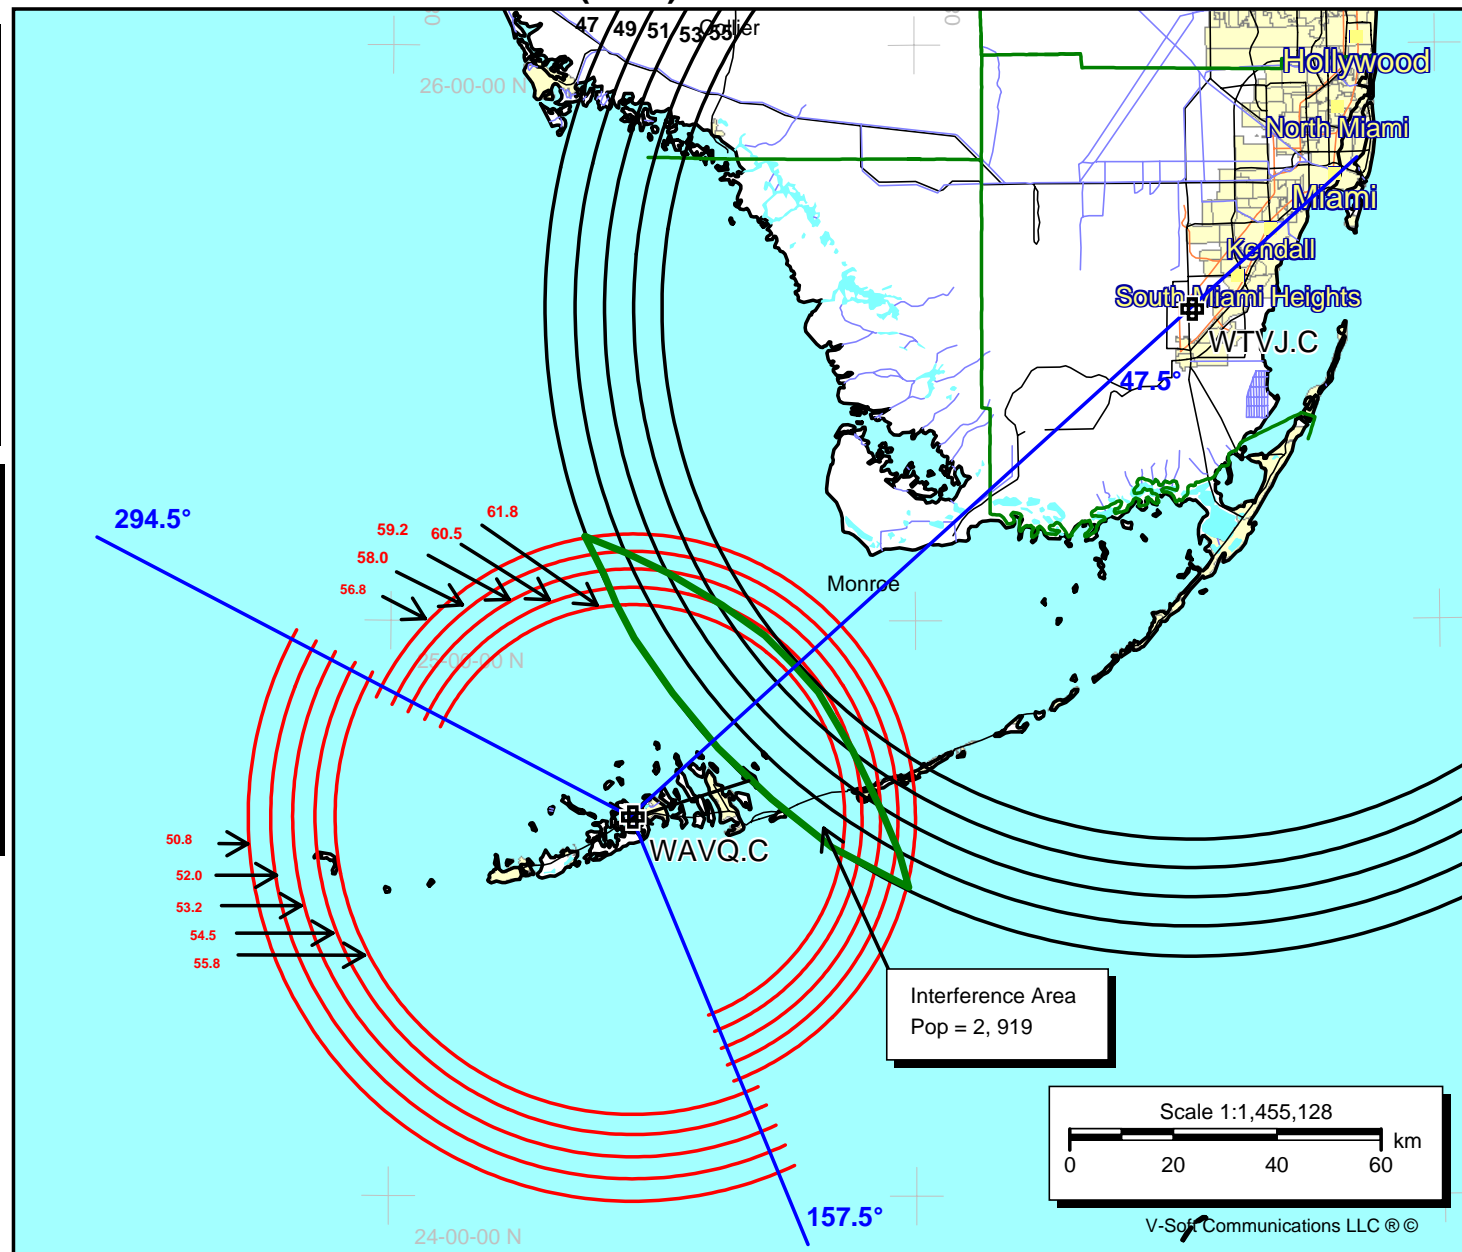 47 49 51 53 55
Collier
80
26-00-00 N
Hollywood
North Miami
Miami
Kendall
South Miami Heights
WTVJ.C
47.5°
294.5°
61.8
59.2 60.5
58.0
56.8
Monroe
25-00-00 N
50.8
WAVQ.C
52.0
53.2
54.5
55.8
Interference Area
Pop = 2, 919
Scale 1:1,455,128
km
0 20 40 60
157.5°
V-Soft Communications LLC ® ©
24-00-00 N